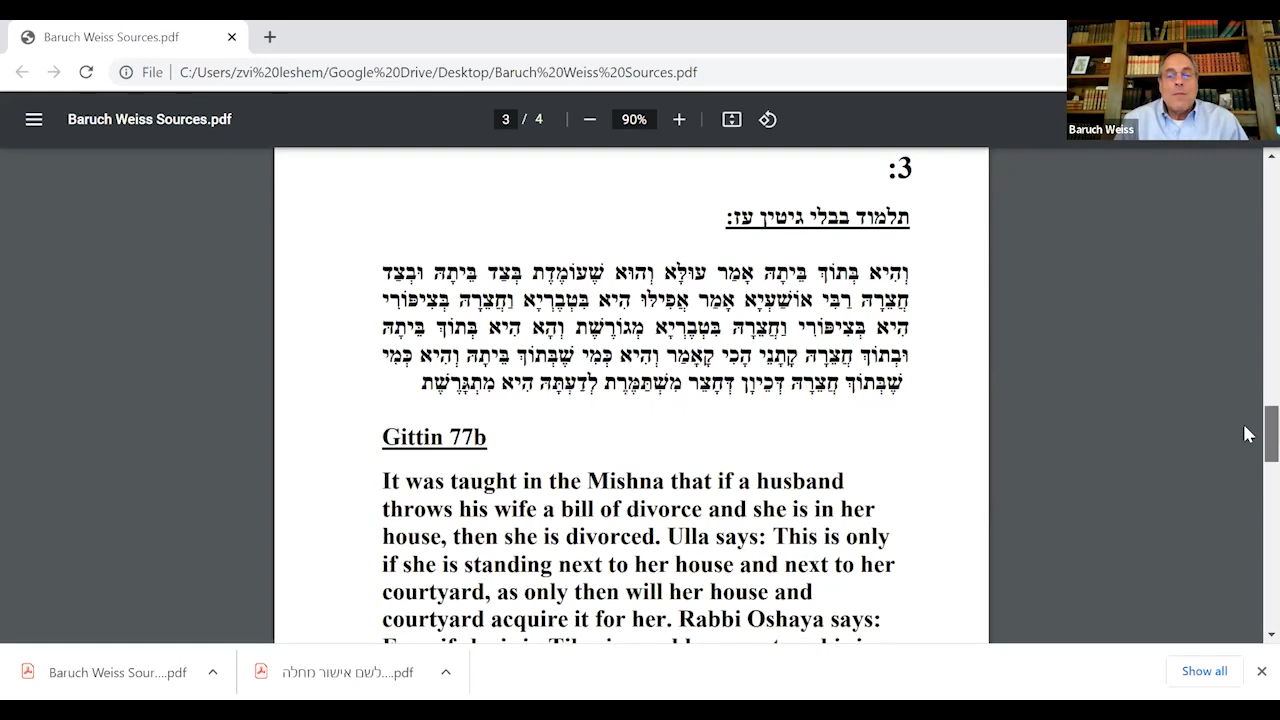 Baruch Weiss Sources.pdf
File | C:/Users/zvi%20leshem/Google%20Drive/Desktop/Baruch%20Weiss%20Sources.pdf
Baruch Weiss Sources.pdf
3 / 4
90%
Baruch Weiss
3:
תלמוד בבלי גיטין עז:
וְהִיא בְּתוֹךְ בֵּיתָהּ אָמַר עוּלָּא וְהוּא שֶׁעוֹמֶדֶת בְּצַד בֵּיתָהּ וּבְצַד
חֲצֵרָהּ רַבִּי אוֹשַׁעְיָא אָמַר אֲפִילּוּ הִיא בִּטְבֶרְיָא וַחֲצֵרָהּ בְּצִיפּוֹרִי
הִיא בְּצִיפּוֹרִי וַחֲצֵרָהּ בִּטְבֶרְיָא מְגוֹרֶשֶׁת וְהָא הִיא בְּתוֹךְ בֵּיתָהּ
וּבְתוֹךְ חֲצֵרָהּ קָתָנֵי הָכִי קָאָמַר וְהִיא כְּמִי שֶׁבְּתוֹךְ בֵּיתָהּ וְהִיא כְּמִי
שֶׁבְּתוֹךְ חֲצֵרָהּ דְּכֵיוָן דְּחָצֵר מִשְׁתַּמֶּרֶת לְדַעְתָּהּ הִיא מִתְגָּרֶשֶׁת
Gittin 77b
It was taught in the Mishna that if a husband
throws his wife a bill of divorce and she is in her
house, then she is divorced. Ulla says: This is only
if she is standing next to her house and next to her
courtyard, as only then will her house and
courtyard acquire it for her. Rabbi Oshaya says:
Baruch Weiss Sour....pdf
לשם אישור מחלה....pdf
Show all